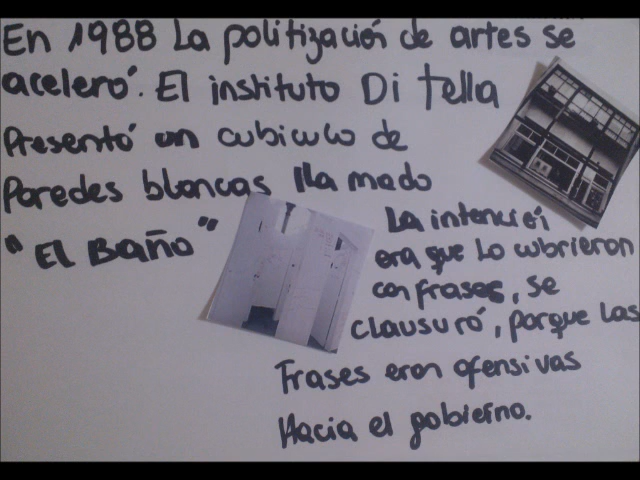 En 1988 La politización de artes se
aceleró. El instituto Di tella
Presentó un cubiculo de
Paredes blancas llamado
"EL Baño"
La intención
era que Lo cubrieron
con frases, se
clausuró, porque las
Frases eran ofensivas
Hacia el gobierno.